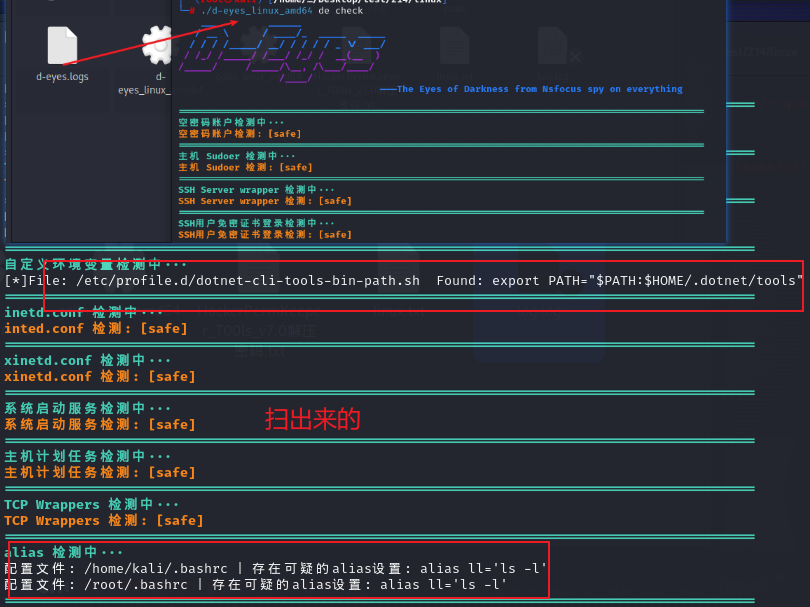 ./d-eyes_linux_amd64 de check
d-eyes.logs
d-
eyes_linux_
——The Eyes of Darkness from Nsfocus spy on everything
空密码账户检测中···
空密码账户检测: [safe]
主机 Sudoer 检测中···
主机 Sudoer 检测: [safe]
SSH Server wrapper 检测中···
SSH Server wrapper 检测: [safe]
SSH用户免密证书登录检测中···
SSH用户免密证书登录检测: [safe]
自定义环境变量检测中···
[*]File: /etc/profile.d/dotnet-cli-tools-bin-path.sh  Found: export PATH="$PATH:$HOME/.dotnet/tools"
inetd.conf 检测中···
inted.conf 检测: [safe]
xinetd.conf 检测中···
xinetd.conf 检测: [safe]
系统启动服务检测中···
系统启动服务检测: [safe]
扫出来的
主机计划任务检测中···
主机计划任务检测: [safe]
TCP Wrappers 检测中···
TCP Wrappers 检测: [safe]
alias 检测中···
配置文件: /home/kali/.bashrc | 存在可疑的alias设置: alias ll='ls -l'
配置文件: /root/.bashrc | 存在可疑的alias设置: alias ll='ls -l'